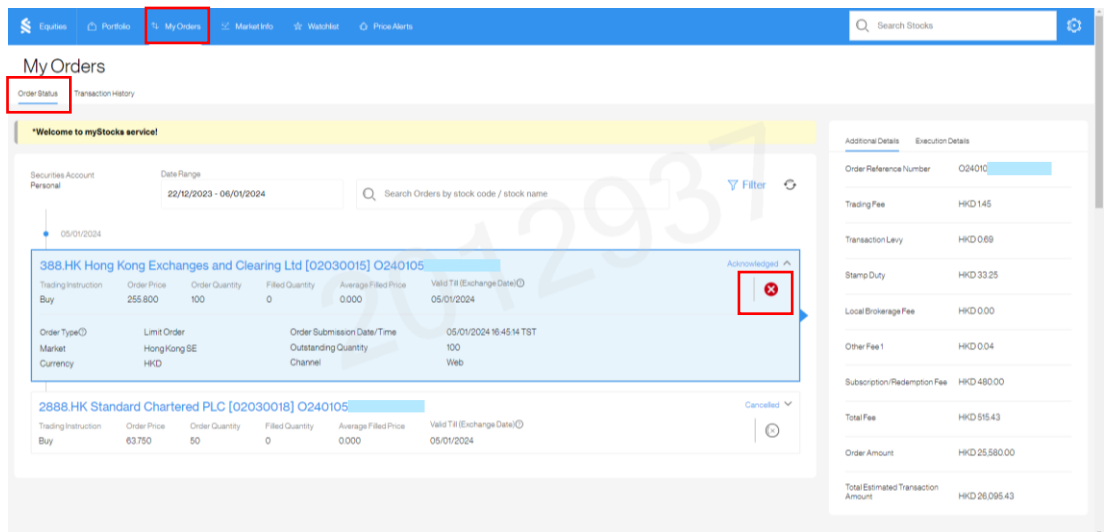 Equities Portfolio My Orders Market Info Watchlist Price Alerts Search Stocks
My Orders
Order Status Transaction History
*Welcome to myStocks service!
Securities Account
Personal
Date Range
22/12/2023 - 06/01/2024
Search Orders by stock code / stock name
Filter
05/01/2024
388.HK Hong Kong Exchanges and Clearing Ltd [02030015] O240105
Acknowledged
Trading Instruction Order Price Order Quantity Filled Quantity Average Filled Price Valid Till (Exchange Date)
Buy 255.800 100 0 0.000 05/01/2024
Order Type Limit Order Order Submission Date/Time 05/01/2024 16:45:14 TST
Market Hong Kong SE Outstanding Quantity 100
Currency HKD Channel Web
2888.HK Standard Chartered PLC [02030018] O240105
Cancelled
Trading Instruction Order Price Order Quantity Filled Quantity Average Filled Price Valid Till (Exchange Date)
Buy 63.750 50 0 0.000 05/01/2024
Additional Details Execution Details
Order Reference Number O24010
Trading Fee HKD 1.45
Transaction Levy HKD 0.69
Stamp Duty HKD 33.25
Local Brokerage Fee HKD 0.00
Other Fee 1 HKD 0.04
Subscription/Redemption Fee HKD 480.00
Total Fee HKD 515.43
Order Amount HKD 25,580.00
Total Estimated Transaction
Amount HKD 26,095.43
2012937